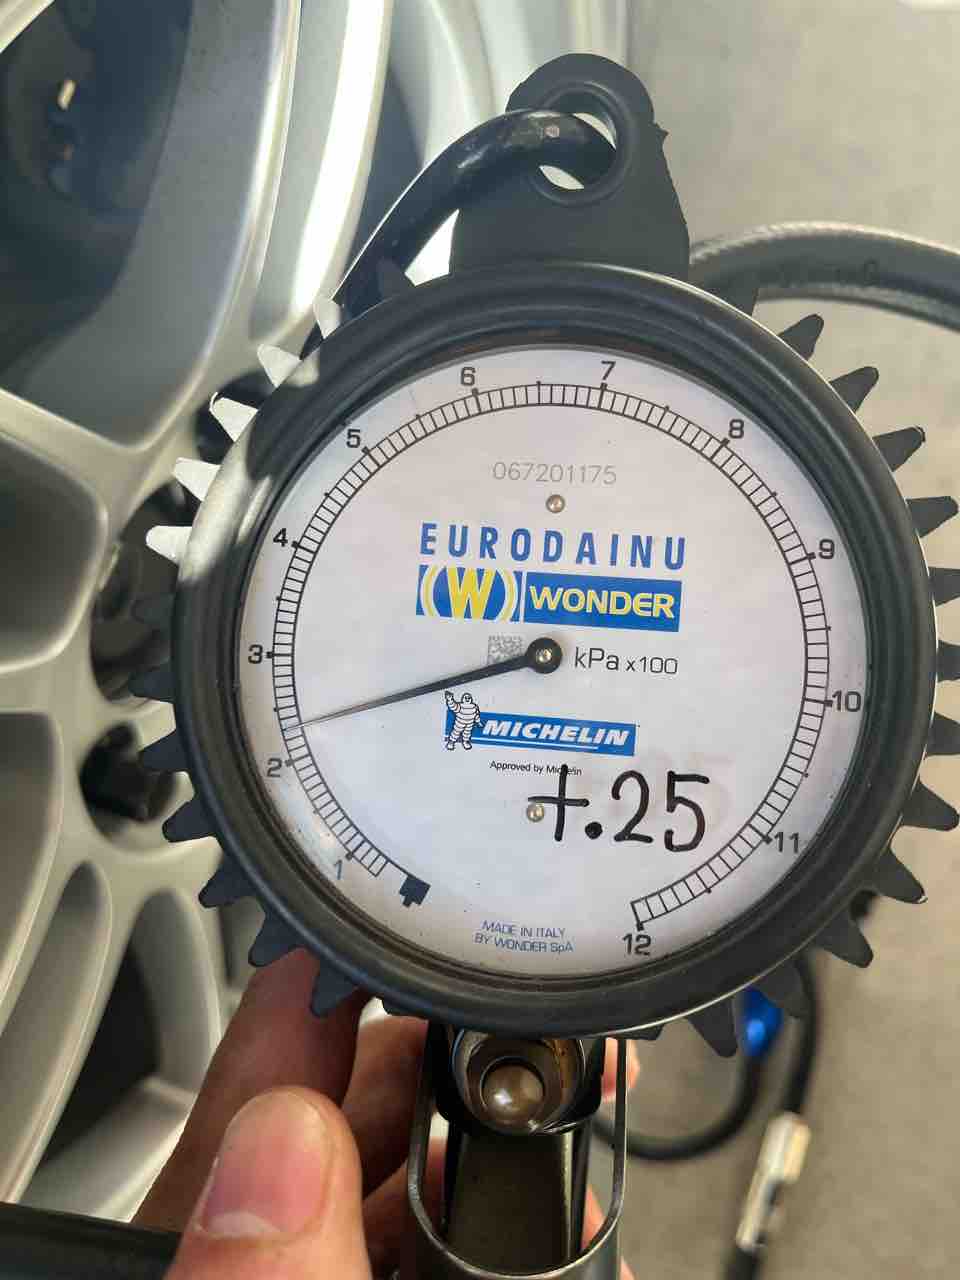 6 7
5 8
067201175
EURODAINU
4 9
(W) WONDER
3 kPa x100
10
MICHELIN
2
Approved by Michelin
+.25
11
1
MADE IN ITALY
BY WONDER SpA
12